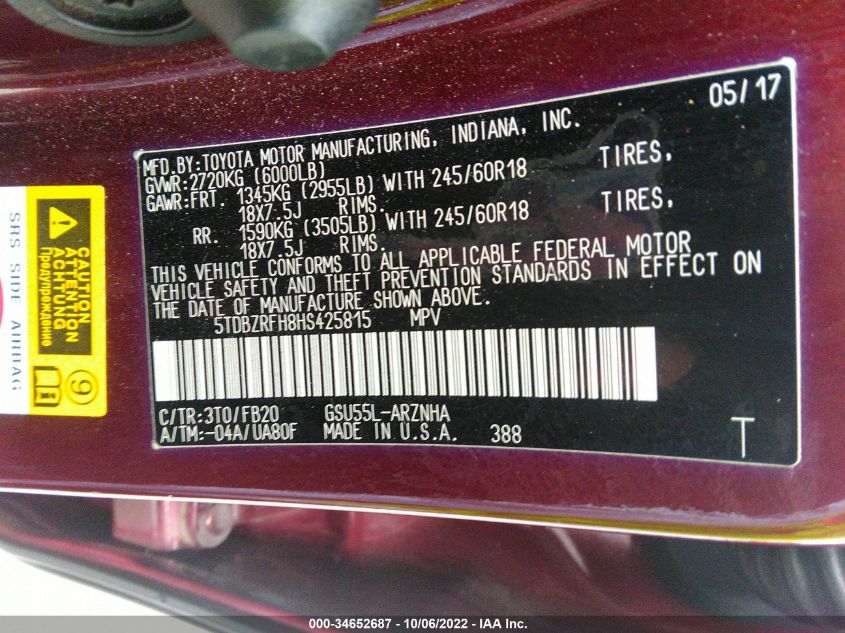 05/17
MFD.BY:TOYOTA MOTOR MANUFACTURING, INDIANA, INC.
GVWR:2720KG (6000LB)
GAWR:FRT. 1345KG (2955LB) WITH 245/60R18 TIRES,
18X7.5J RIMS.
RR. 1590KG (3505LB) WITH 245/60R18 TIRES,
18X7.5J RIMS.
THIS VEHICLE CONFORMS TO ALL APPLICABLE FEDERAL MOTOR
VEHICLE SAFETY AND THEFT PREVENTION STANDARDS IN EFFECT ON
THE DATE OF MANUFACTURE SHOWN ABOVE.
5TDBZRFH8HS425815 MPV
C/TR:3T0/FB20 GSU55L-ARZNHA
A/TM:-04A/UA80F MADE IN U.S.A. 388
T
SRS SIDE AIRBAG
CAUTION
ATTENTION
ACHTUNG
Предупреждение
9
000-34652687 - 10/06/2022 - IAA Inc.